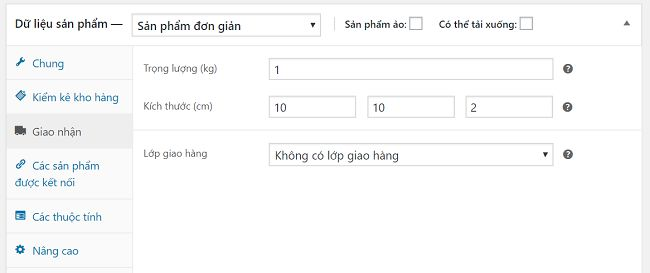 Dữ liệu sản phẩm — Sản phẩm đơn giản Sản phẩm ảo: Có thể tải xuống:
Chung
Kiểm kê kho hàng
Giao nhận
Các sản phẩm
được kết nối
Các thuộc tính
Nâng cao
Trọng lượng (kg) 1
Kích thước (cm) 10 10 2
Lớp giao hàng Không có lớp giao hàng